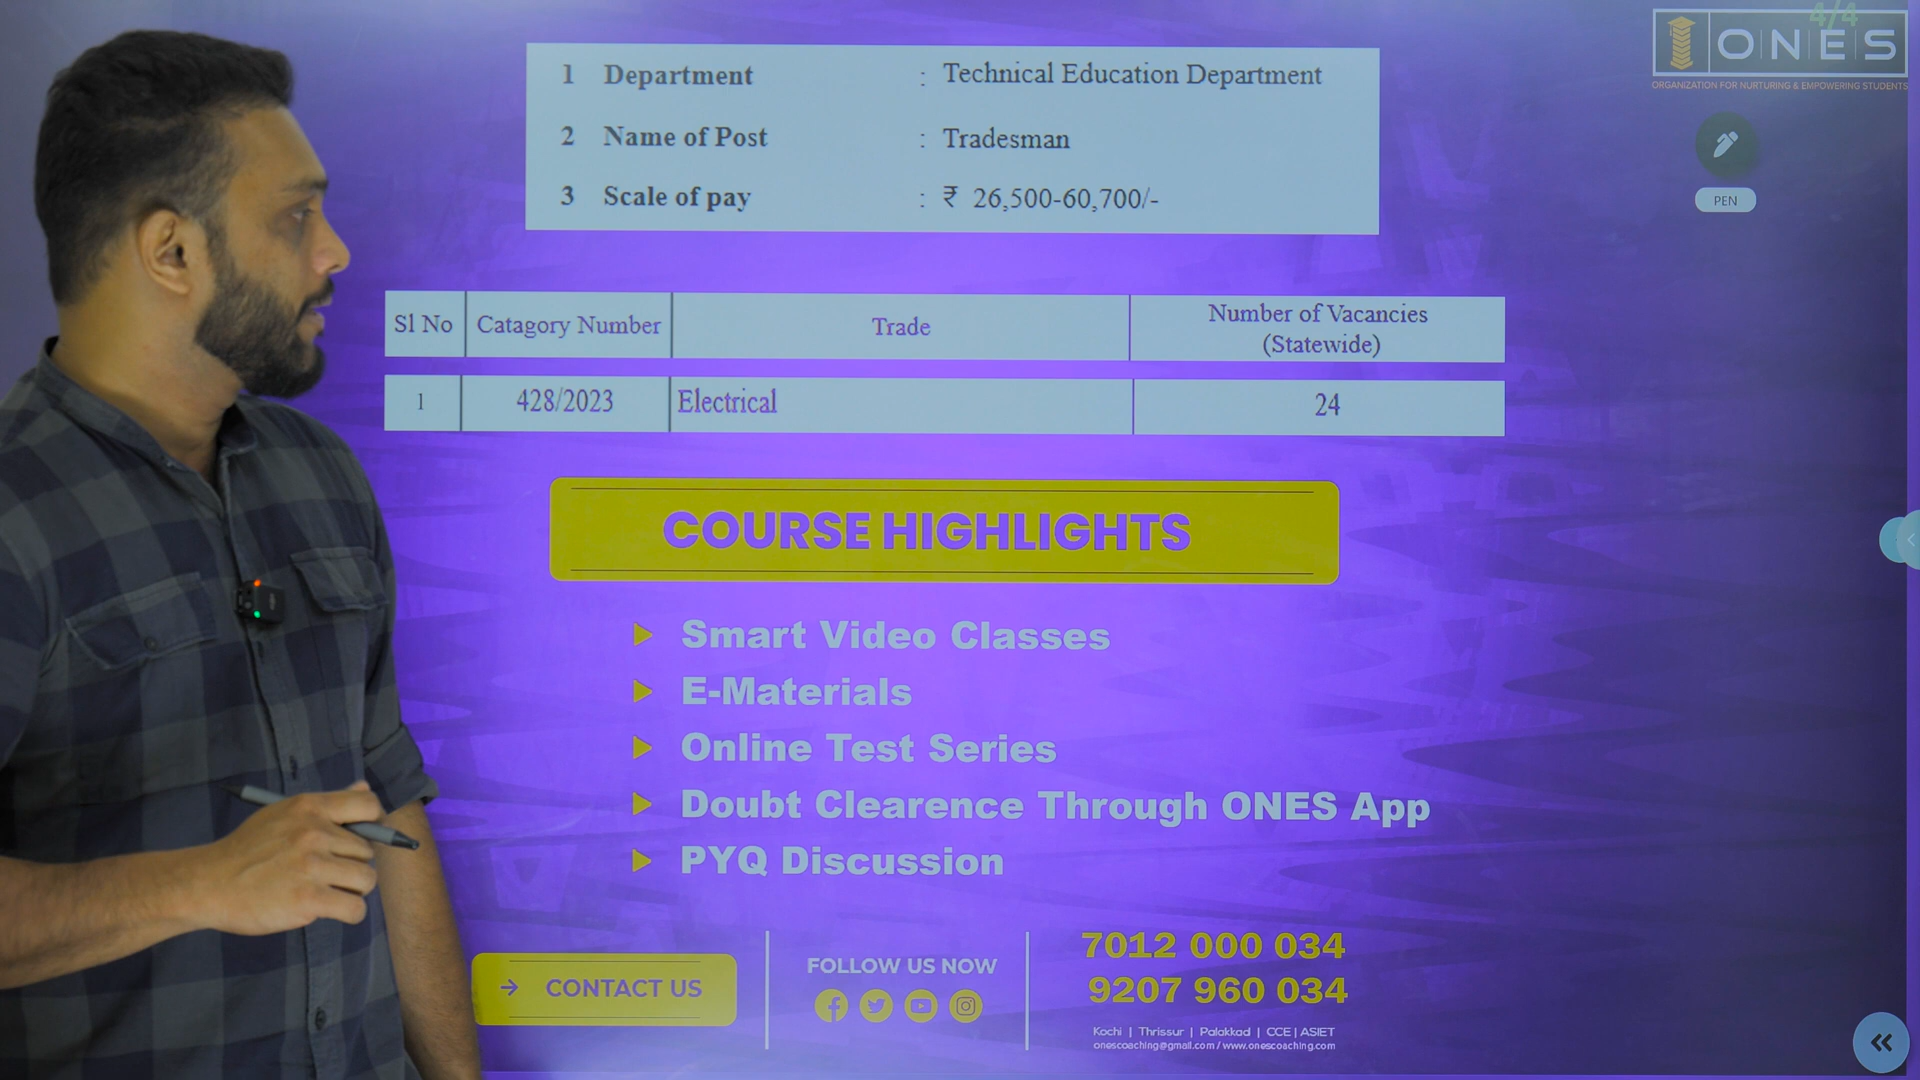 4/4
ONES
ORGANIZATION FOR NURTURING & EMPOWERING STUDENTS
1 Department : Technical Education Department
2 Name of Post : Tradesman
3 Scale of pay : ₹ 26,500-60,700/-
PEN
Sl No Catagory Number Trade Number of Vacancies
(Statewide)
1 428/2023 Electrical 24
COURSE HIGHLIGHTS
Smart Video Classes
E-Materials
Online Test Series
Doubt Clearence Through ONES App
PYQ Discussion
CONTACT US
FOLLOW US NOW
7012 000 034
9207 960 034
Kochi | Thrissur | Palakkad | CCE | ASIET
onescoaching@gmail.com / www.onescoaching.com